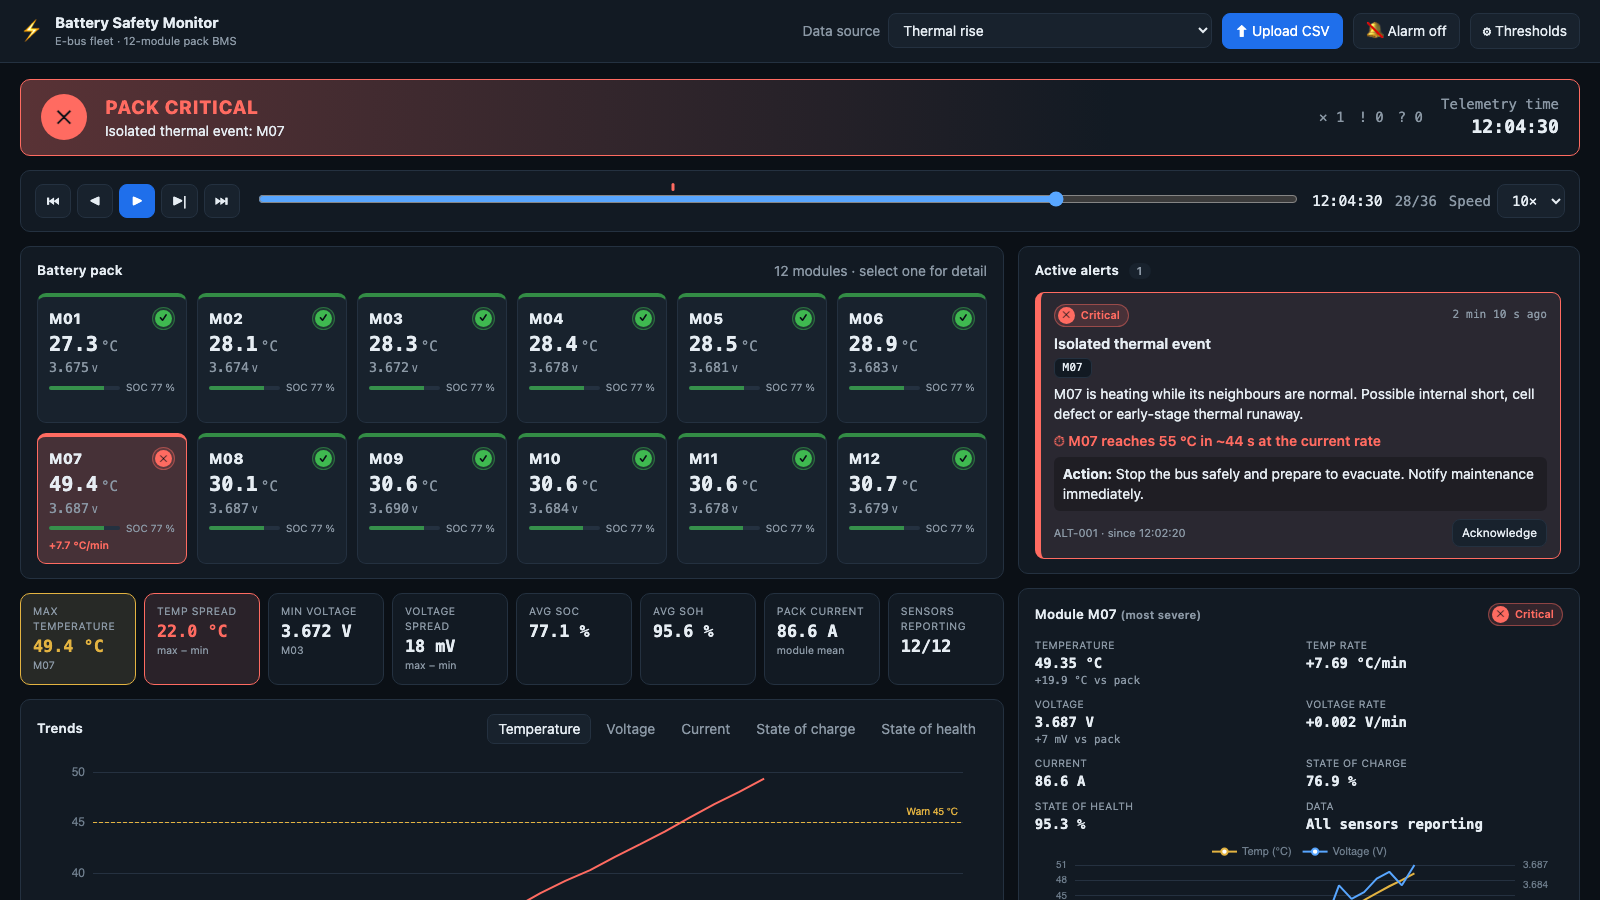 Battery Safety Monitor
E-bus fleet · 12-module pack BMS
Data source
Thermal rise
Upload CSV
Alarm off
Thresholds
PACK CRITICAL
Isolated thermal event: M07
× 1 ! 0 ? 0
Telemetry time
12:04:30
12:04:30 28/36 Speed 10×
Battery pack
12 modules · select one for detail
M01
27.3 °C
3.675 V
SOC 77 %
M02
28.1 °C
3.674 V
SOC 77 %
M03
28.3 °C
3.672 V
SOC 77 %
M04
28.4 °C
3.678 V
SOC 77 %
M05
28.5 °C
3.681 V
SOC 77 %
M06
28.9 °C
3.683 V
SOC 77 %
M07
49.4 °C
3.687 V
SOC 77 %
+7.7 °C/min
M08
30.1 °C
3.687 V
SOC 77 %
M09
30.6 °C
3.690 V
SOC 77 %
M10
30.6 °C
3.684 V
SOC 77 %
M11
30.6 °C
3.678 V
SOC 77 %
M12
30.7 °C
3.679 V
SOC 77 %
Active alerts 1
Critical
2 min 10 s ago
Isolated thermal event
M07
M07 is heating while its neighbours are normal. Possible internal short, cell
defect or early-stage thermal runaway.
M07 reaches 55 °C in ~44 s at the current rate
Action: Stop the bus safely and prepare to evacuate. Notify maintenance
immediately.
ALT-001 · since 12:02:20
Acknowledge
MAX
TEMPERATURE
49.4 °C
M07
TEMP SPREAD
22.0 °C
max – min
MIN VOLTAGE
3.672 V
M03
VOLTAGE
SPREAD
18 mV
max – min
AVG SOC
77.1 %
AVG SOH
95.6 %
PACK CURRENT
86.6 A
module mean
SENSORS
REPORTING
12/12
Trends
Temperature
Voltage
Current
State of charge
State of health
50
45
40
Warn 45 °C
Module M07 (most severe)
Critical
TEMPERATURE
49.35 °C
+19.9 °C vs pack
TEMP RATE
+7.69 °C/min
VOLTAGE
3.687 V
+7 mV vs pack
VOLTAGE RATE
+0.002 V/min
CURRENT
86.6 A
STATE OF CHARGE
76.9 %
STATE OF HEALTH
95.3 %
DATA
All sensors reporting
Temp (°C)
Voltage (V)
51
48
45
3.687
3.684